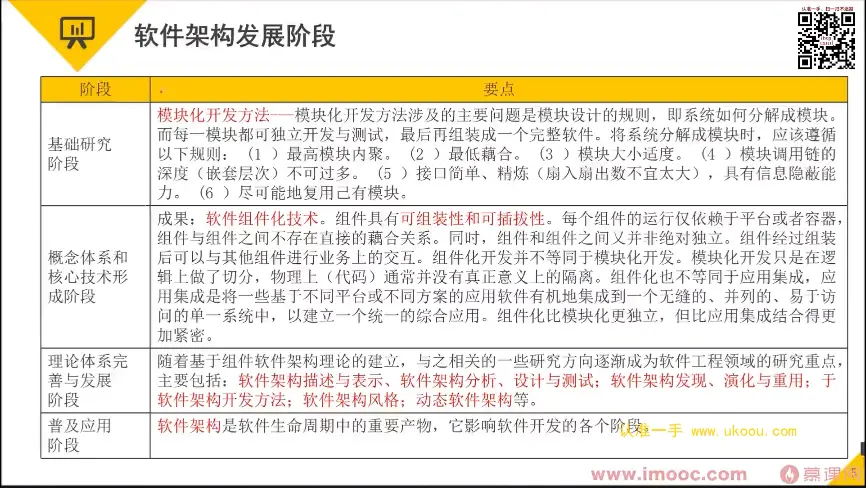 认准一手,扫一扫不迷路
软件架构发展阶段
阶段
要点
基础研究
阶段
模块化开发方法——模块化开发方法涉及的主要问题是模块设计的规则，即系统如何分解成模块。
而每一模块都可独立开发与测试，最后再组装成一个完整软件。将系统分解成模块时，应该遵循
以下规则：（1 ）最高模块内聚。（2 ）最低藕合。（3 ）模块大小适度。（4 ）模块调用链的
深度（嵌套层次）不可过多。（5 ）接口简单、精炼（扇入扇出数不宜太大），具有信息隐蔽能
力。（6 ）尽可能地复用己有模块。
概念体系和
核心技术形
成阶段
成果：软件组件化技术。组件具有可组装性和可插拔性。每个组件的运行仅依赖于平台或者容器，
组件与组件之间不存在直接的藕合关系。同时，组件和组件之间又并非绝对独立。组件经过组装
后可以与其他组件进行业务上的交互。组件化开发并不等同于模块化开发。模块化开发只是在逻
辑上做了切分，物理上（代码）通常并没有真正意义上的隔离。组件化也不等同于应用集成，应
用集成是将一些基于不同平台或不同方案的应用软件有机地集成到一个无缝的、并列的、易于访
问的单一系统中，以建立一个统一的综合应用。组件化比模块化更独立，但比应用集成结合得更
加紧密。
理论体系完
善与发展
阶段
随着基于组件软件架构理论的建立，与之相关的一些研究方向逐渐成为软件工程领域的研究重点，
主要包括：软件架构描述与表示、软件架构分析、设计与测试；软件架构发现、演化与重用；于
软件架构开发方法；软件架构风格；动态软件架构等。
普及应用
阶段
软件架构是软件生命周期中的重要产物，它影响软件开发的各个阶段。
认准一手 www.ukoou.com
www.imooc.com
慕课
5